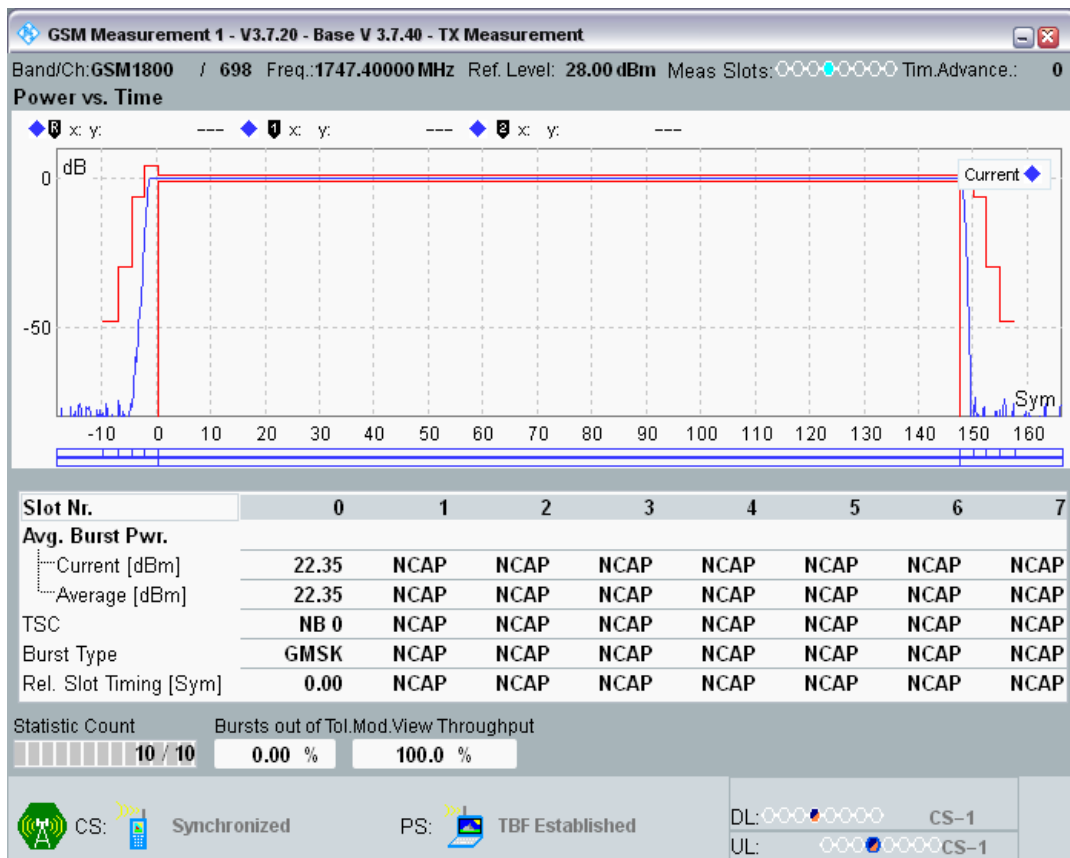 GSM Measurement 1 - V3.7.20 - Base V 3.7.40 - TX Measurement
Band/Ch:GSM1800 / 698 Freq.:1747.40000 MHz Ref. Level: 28.00 dBm Meas Slots: Tim.Advance.: 0
Power vs. Time
R x: y: --- 1 x: y: --- 2 x: y: ---
dB
Current
0
-50
Sym
-10 0 10 20 30 40 50 60 70 80 90 100 110 120 130 140 150 160
Slot Nr. 0 1 2 3 4 5 6 7
Avg. Burst Pwr.
Current [dBm] 22.35 NCAP NCAP NCAP NCAP NCAP NCAP NCAP
Average [dBm] 22.35 NCAP NCAP NCAP NCAP NCAP NCAP NCAP
TSC NB 0 NCAP NCAP NCAP NCAP NCAP NCAP NCAP
Burst Type GMSK NCAP NCAP NCAP NCAP NCAP NCAP NCAP
Rel. Slot Timing [Sym] 0.00 NCAP NCAP NCAP NCAP NCAP NCAP NCAP
Statistic Count Bursts out of Tol.Mod.View Throughput
10 / 10 0.00 % 100.0 %
CS: Synchronized PS: TBF Established
DL: CS-1
UL: CS-1